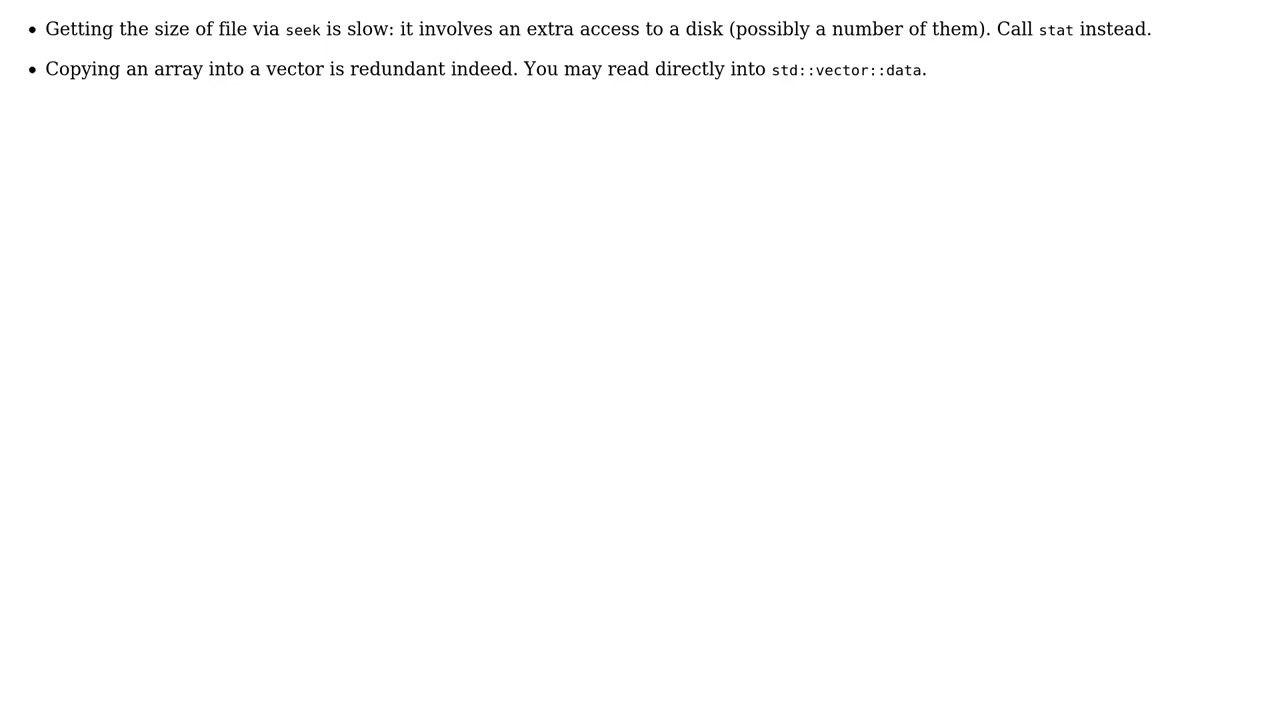 • Getting the size of file via seek is slow: it involves an extra access to a disk (possibly a number of them). Call stat instead.
• Copying an array into a vector is redundant indeed. You may read directly into std::vector::data.